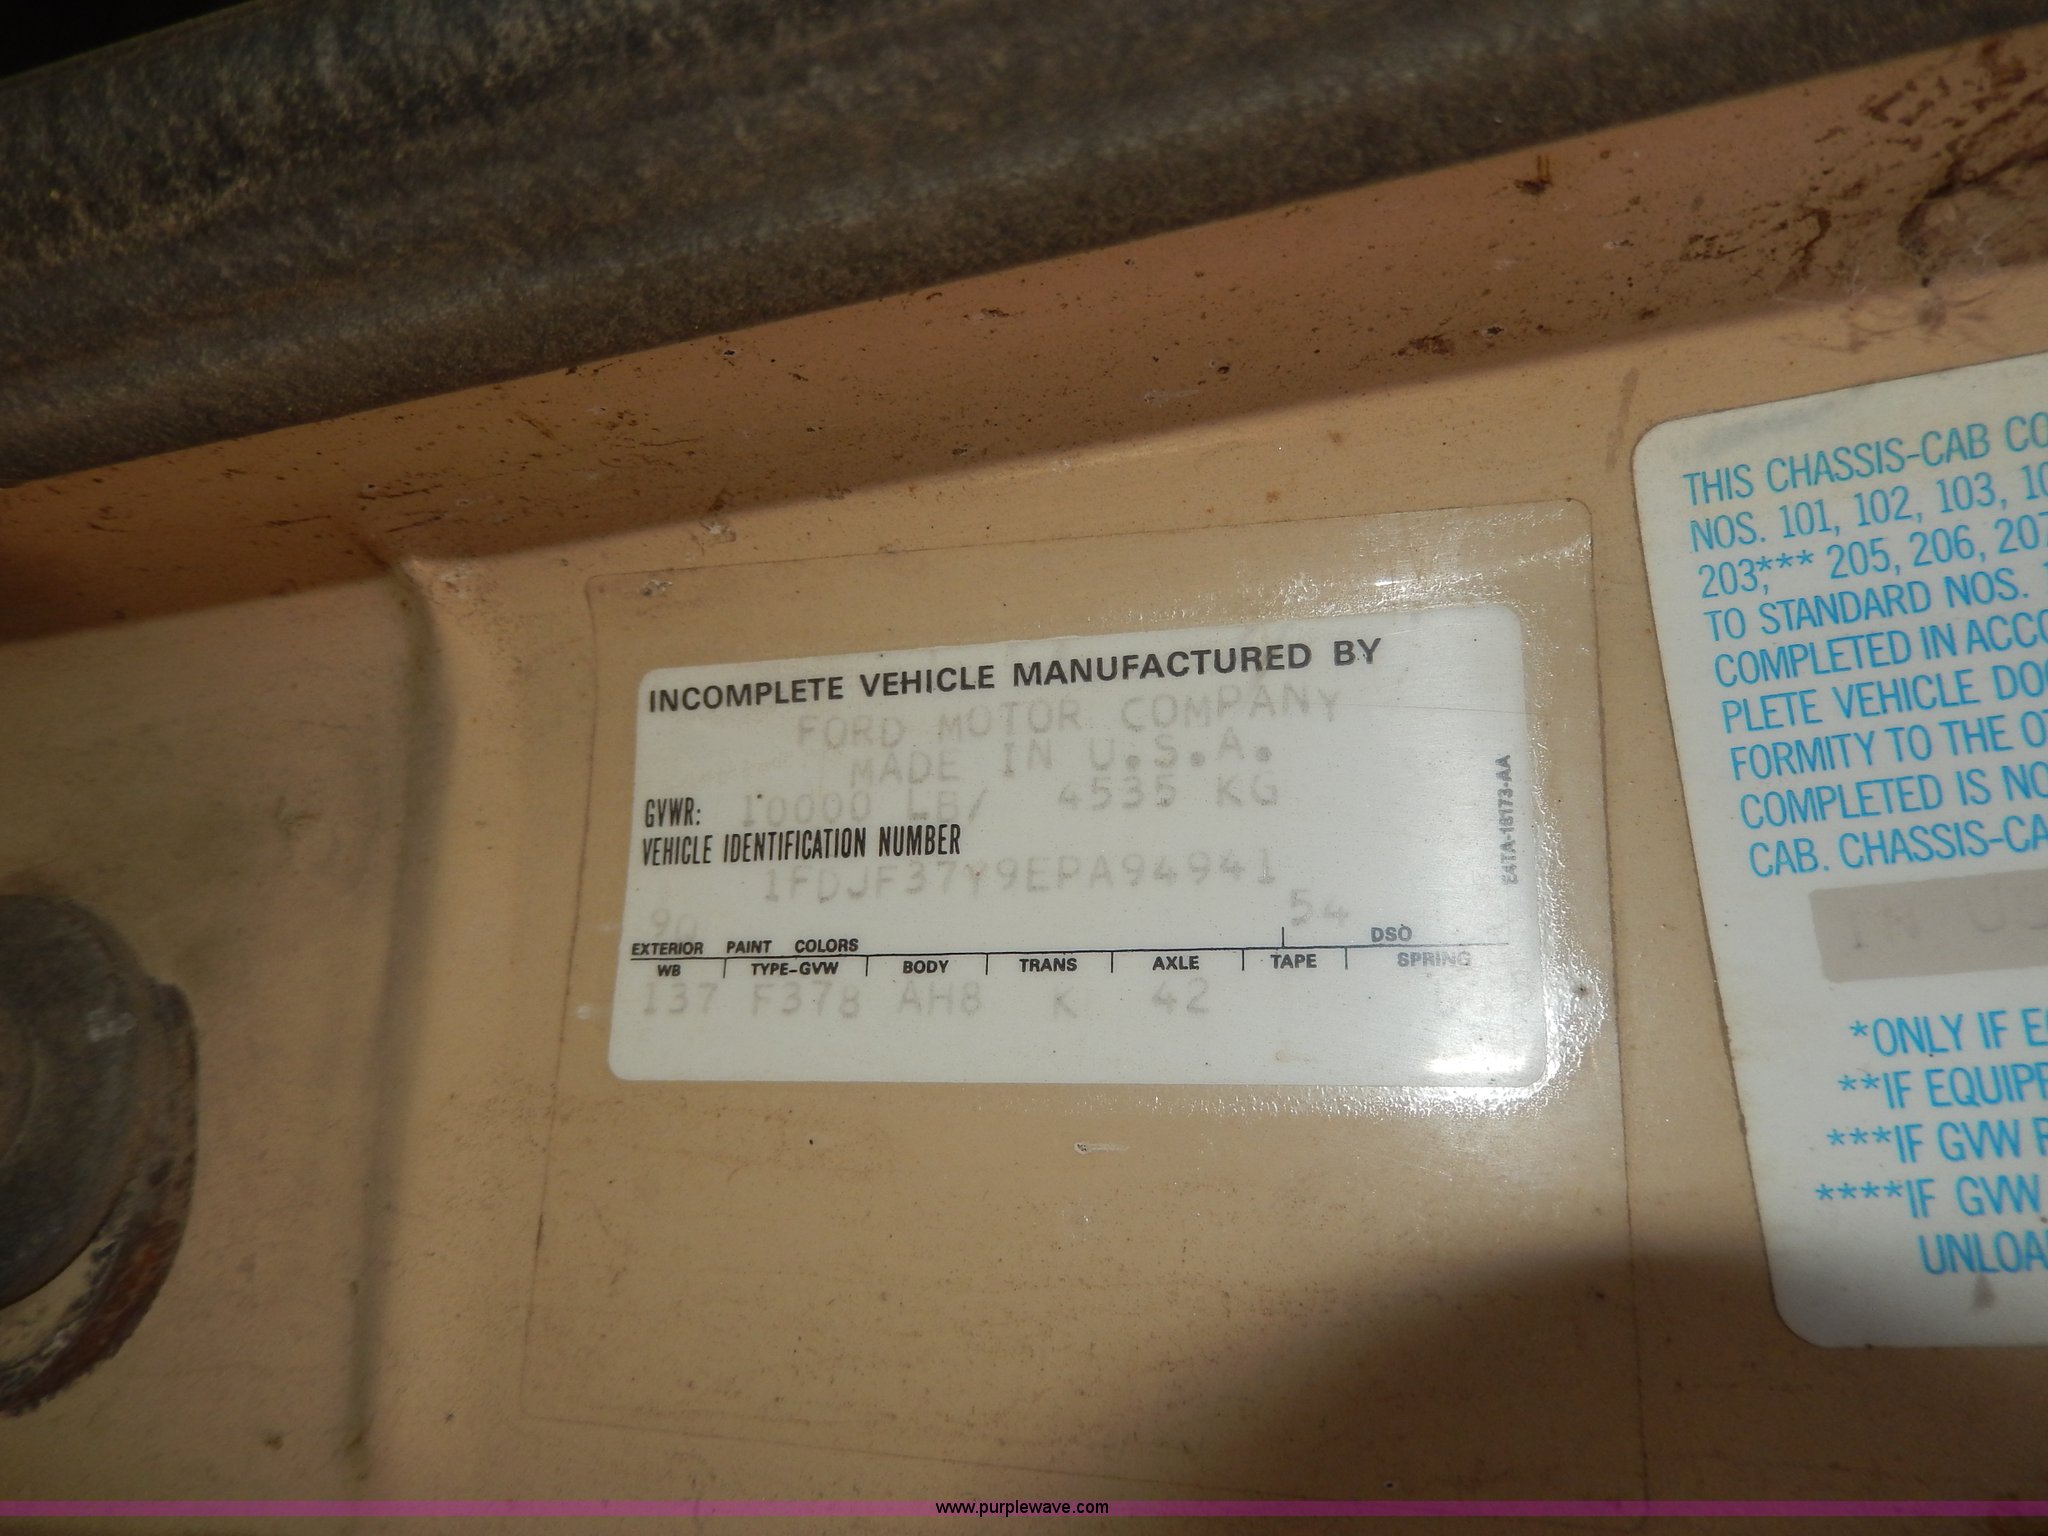 INCOMPLETE VEHICLE MANUFACTURED BY
FORD MOTOR COMPANY
MADE IN U.S.A.
GVWR: 10000 LB/ 4535 KG
VEHICLE IDENTIFICATION NUMBER
1FDJF37Y9EPA94941
54
EXTERIOR PAINT COLORS DSO
WB TYPE-GVW BODY TRANS AXLE TAPE SPRING
137 F378 AH8 K 42
E4TA-18173-AA
THIS CHASSIS-CAB CO
NOS. 101, 102, 103, 10
203,*** 205, 206, 207
TO STANDARD NOS.
COMPLETED IN ACCO
PLETE VEHICLE DO
FORMITY TO THE O
COMPLETED IS NO
CAB. CHASSIS-CA
*ONLY IF E
**IF EQUIP
***IF GVW
****IF GVW
UNLOA
www.purplewave.com